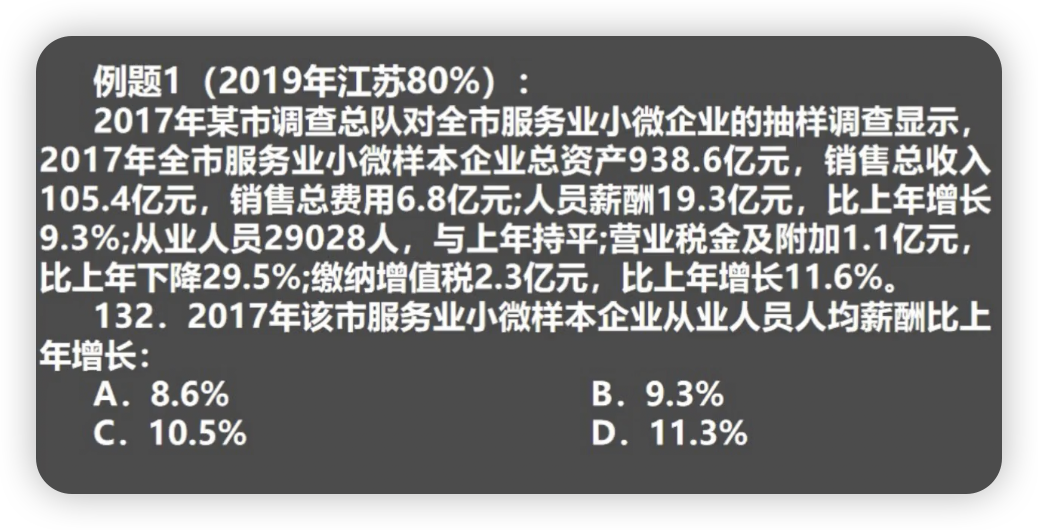 例题1（2019年江苏80%）：
2017年某市调查总队对全市服务业小微企业的抽样调查显示，
2017年全市服务业小微样本企业总资产938.6亿元，销售总收入
105.4亿元，销售总费用6.8亿元;人员薪酬19.3亿元，比上年增长
9.3%;从业人员29028人，与上年持平;营业税金及附加1.1亿元，
比上年下降29.5%;缴纳增值税2.3亿元，比上年增长11.6%。
132．2017年该市服务业小微样本企业从业人员人均薪酬比上
年增长：
A．8.6% B．9.3%
C．10.5% D．11.3%